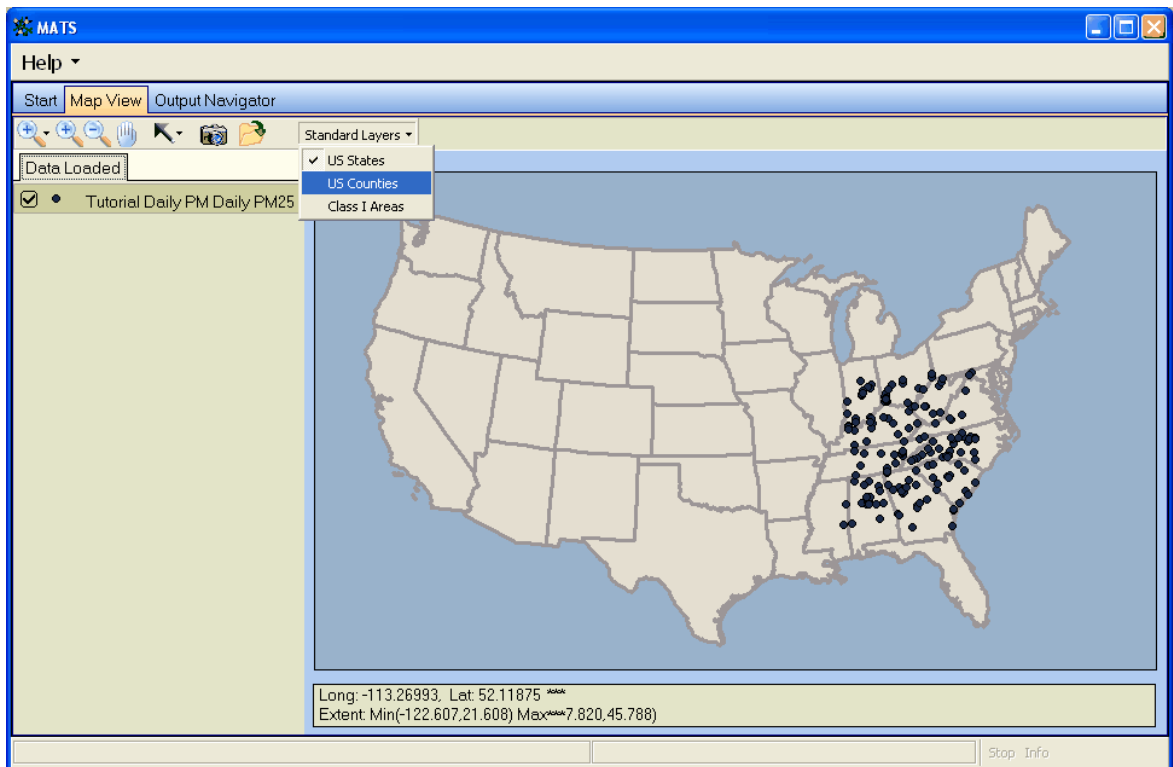 MATS
Help
Start Map View Output Navigator
Standard Layers
Data Loaded
US States
US Counties
Class I Areas
Tutorial Daily PM Daily PM25
Long: -113.26993, Lat: 52.11875 ***
Extent: Min(-122.607,21.608) Max***7.820,45.788)
Stop Info